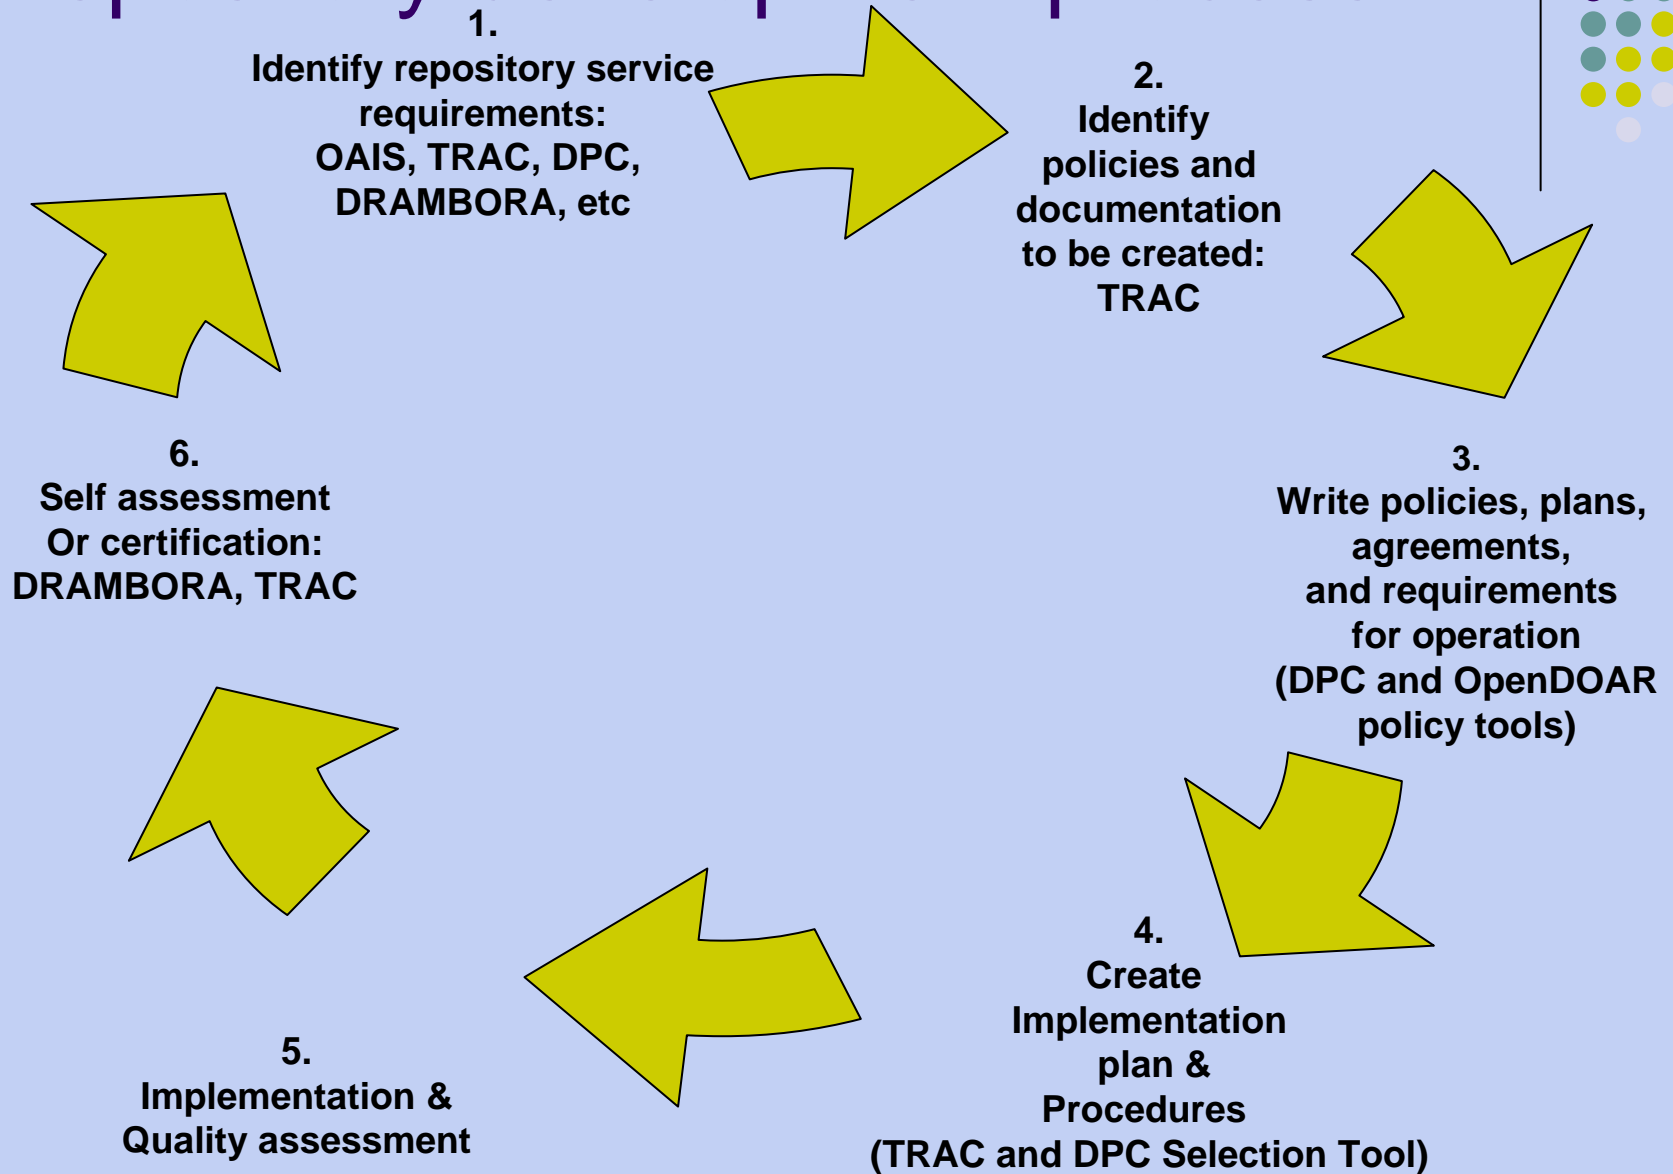 1.
Identify repository service
requirements:
OAIS, TRAC, DPC,
DRAMBORA, etc
2.
Identify
policies and
documentation
to be created:
TRAC
3.
Write policies, plans,
agreements,
and requirements
for operation
(DPC and OpenDOAR
policy tools)
4.
Create
Implementation
plan &
Procedures
(TRAC and DPC Selection Tool)
5.
Implementation &
Quality assessment
6.
Self assessment
Or certification:
DRAMBORA, TRAC